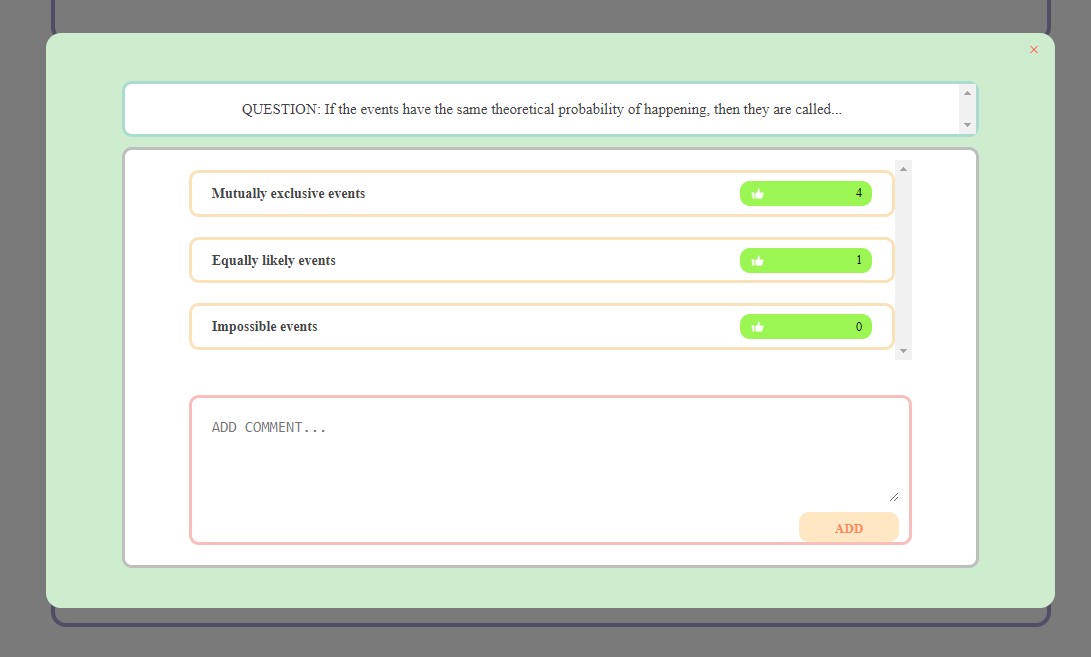 ×
QUESTION: If the events have the same theoretical probability of happening, then they are called...
Mutually exclusive events 4
Equally likely events 1
Impossible events 0
ADD COMMENT...
ADD